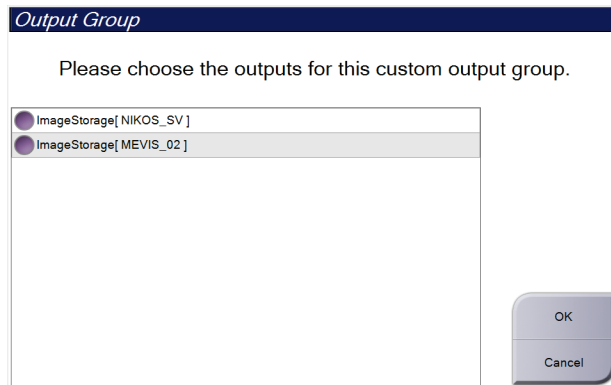 Output Group
Please choose the outputs for this custom output group.
ImageStorage[ NIKOS_SV ]
ImageStorage[ MEVIS_02 ]
OK
Cancel